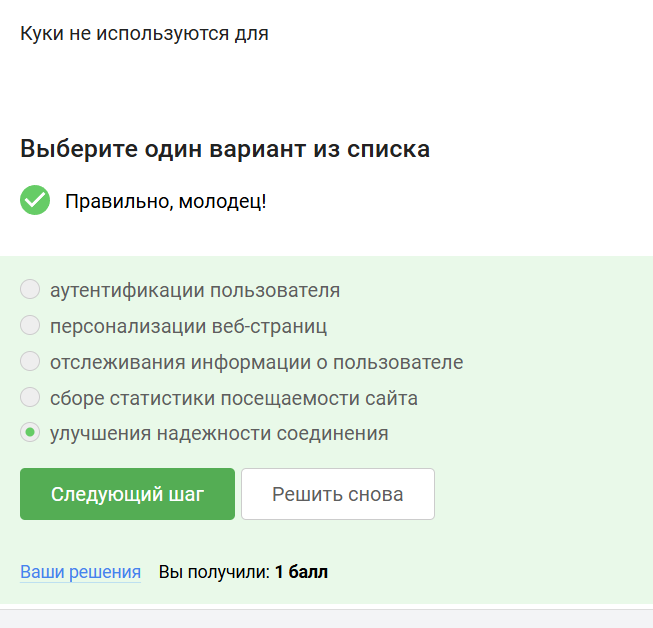 Куки не используются для
Выберите один вариант из списка
Правильно, молодец!
аутентификации пользователя
персонализации веб-страниц
отслеживания информации о пользователе
сборе статистики посещаемости сайта
улучшения надежности соединения
Следующий шаг
Решить снова
Ваши решения Вы получили: 1 балл